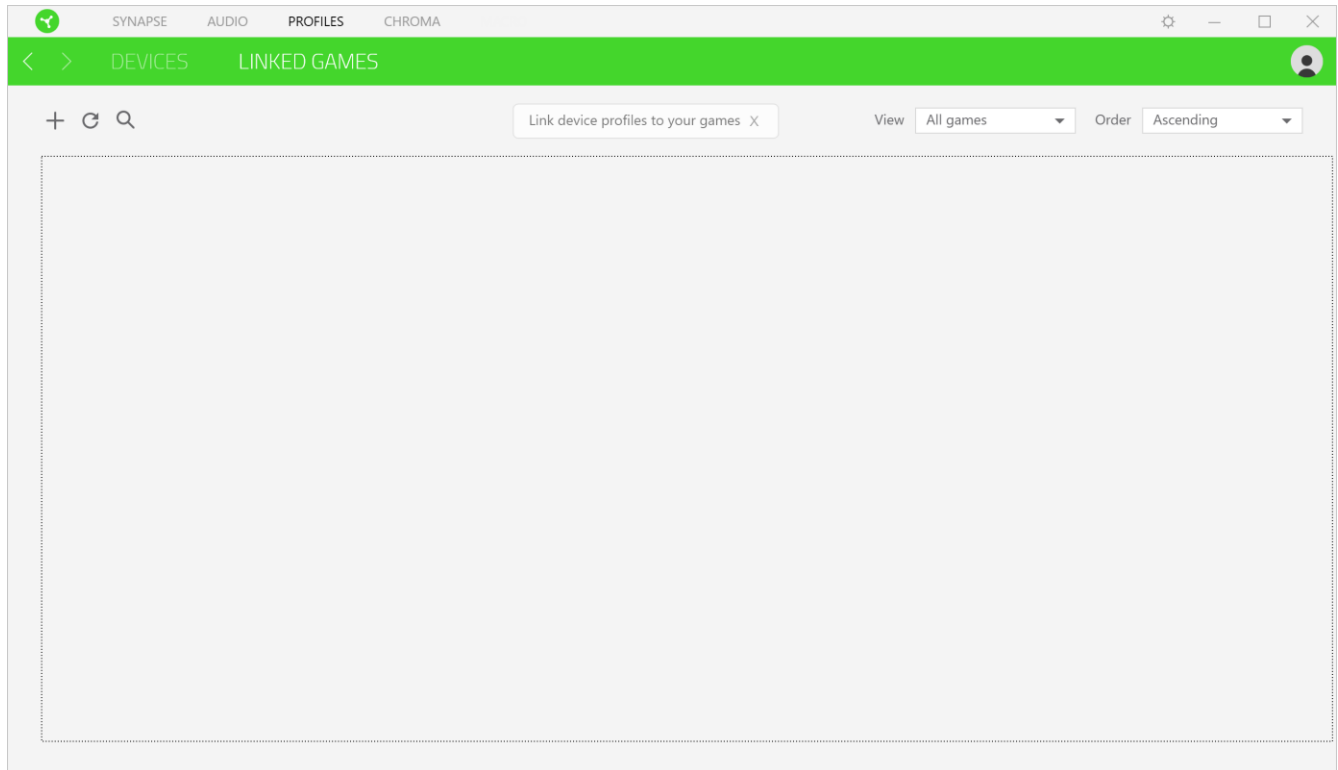 SYNAPSE AUDIO PROFILES CHROMA
DEVICES LINKED GAMES
Link device profiles to your games X View All games Order Ascending